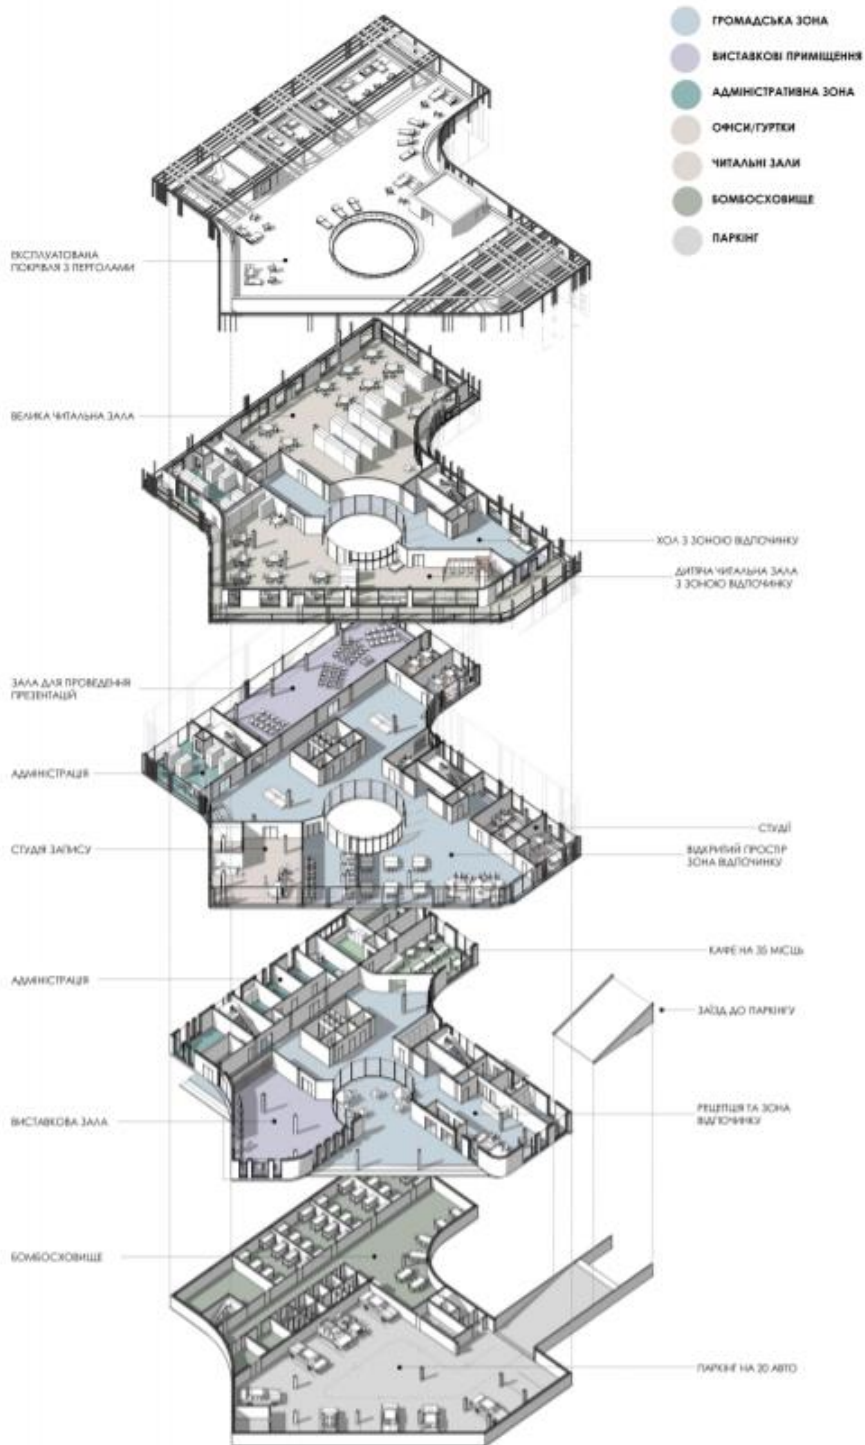 ГРОМАДСЬКА ЗОНА
ВИСТАВКОВІ ПРИМІЩЕННЯ
АДМІНІСТРАТИВНА ЗОНА
ОФІСИ/ГУРТКИ
ЧИТАЛЬНІ ЗАЛИ
БОМБОСХОВИЩЕ
ПАРКІНГ
ЕКСПЛУАТОВАНА
ПОКРІВЛЯ З ПЕРГОЛАМИ
ВЕЛИКА ЧИТАЛЬНА ЗАЛА
ХОЛ З ЗОНОЮ ВІДПОЧИНКУ
ДИТЯЧА ЧИТАЛЬНА ЗАЛА
З ЗОНОЮ ВІДПОЧИНКУ
ЗАЛА ДЛЯ ПРОВЕДЕННЯ
ПРЕЗЕНТАЦІЙ
АДМІНІСТРАЦІЯ
СТУДІЇ
СТУДІЯ ЗАПИСУ
ВІДКРИТИЙ ПРОСТІР
ЗОНА ВІДПОЧИНКУ
КАФЕ НА 35 МІСЦЬ
АДМІНІСТРАЦІЯ
ЗАЇЗД ДО ПАРКІНГУ
ВИСТАВКОВА ЗАЛА
РЕЦЕПЦІЯ ТА ЗОНА
ВІДПОЧИНКУ
БОМБОСХОВИЩЕ
ПАРКІНГ НА 20 АВТО